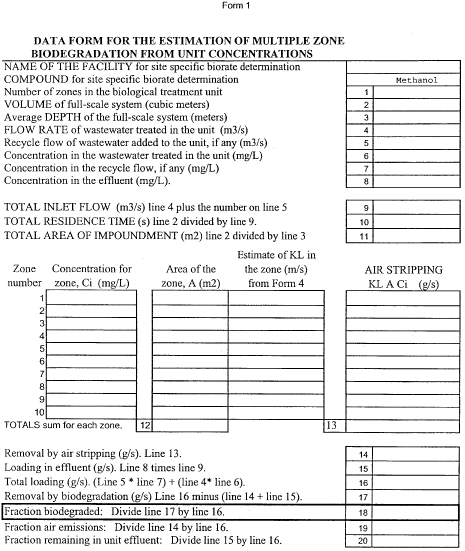 Form 1
DATA FORM FOR THE ESTIMATION OF MULTIPLE ZONE
BIODEGRADATION FROM UNIT CONCENTRATIONS
NAME OF THE FACILITY for site specific biorate determination
COMPOUND for site specific biorate determination Methanol
Number of zones in the biological treatment unit 1
VOLUME of full-scale system (cubic meters) 2
Average DEPTH of the full-scale system (meters) 3
FLOW RATE of wastewater treated in the unit (m3/s) 4
Recycle flow of wastewater added to the unit, if any (m3/s) 5
Concentration in the wastewater treated in the unit (mg/L) 6
Concentration in the recycle flow, if any (mg/L) 7
Concentration in the effluent (mg/L). 8
TOTAL INLET FLOW (m3/s) line 4 plus the number on line 5 9
TOTAL RESIDENCE TIME (s) line 2 divided by line 9. 10
TOTAL AREA OF IMPOUNDMENT (m2) line 2 divided by line 3 11
Estimate of KL in
Zone Concentration for Area of the the zone (m/s) AIR STRIPPING
number zone, Ci (mg/L) zone, A (m2) from Form 4 KL A Ci (g/s)
1
2
3
4
5
6
7
8
9
10
TOTALS sum for each zone. 12 13
Removal by air stripping (g/s). Line 13. 14
Loading in effluent (g/s). Line 8 times line 9. 15
Total loading (g/s). (Line 5 * line 7) + (line 4* line 6). 16
Removal by biodegradation (g/s) Line 16 minus (line 14 + line 15). 17
Fraction biodegraded: Divide line 17 by line 16. 18
Fraction air emissions: Divide line 14 by line 16. 19
Fraction remaining in unit effluent: Divide line 15 by line 16. 20